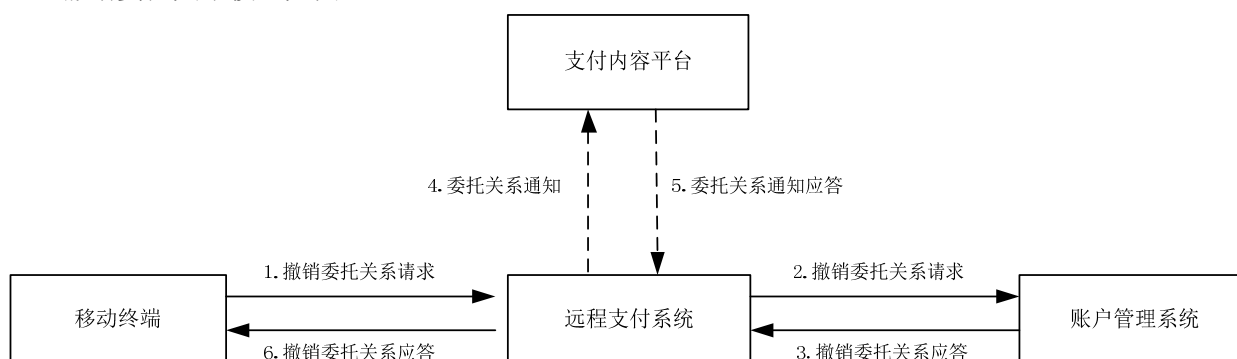 支付内容平台
4.委托关系通知
5.委托关系通知应答
1.撤销委托关系请求
2.撤销委托关系请求
移动终端
远程支付系统
账户管理系统
6.撤销委托关系应答
3.撤销委托关系应答